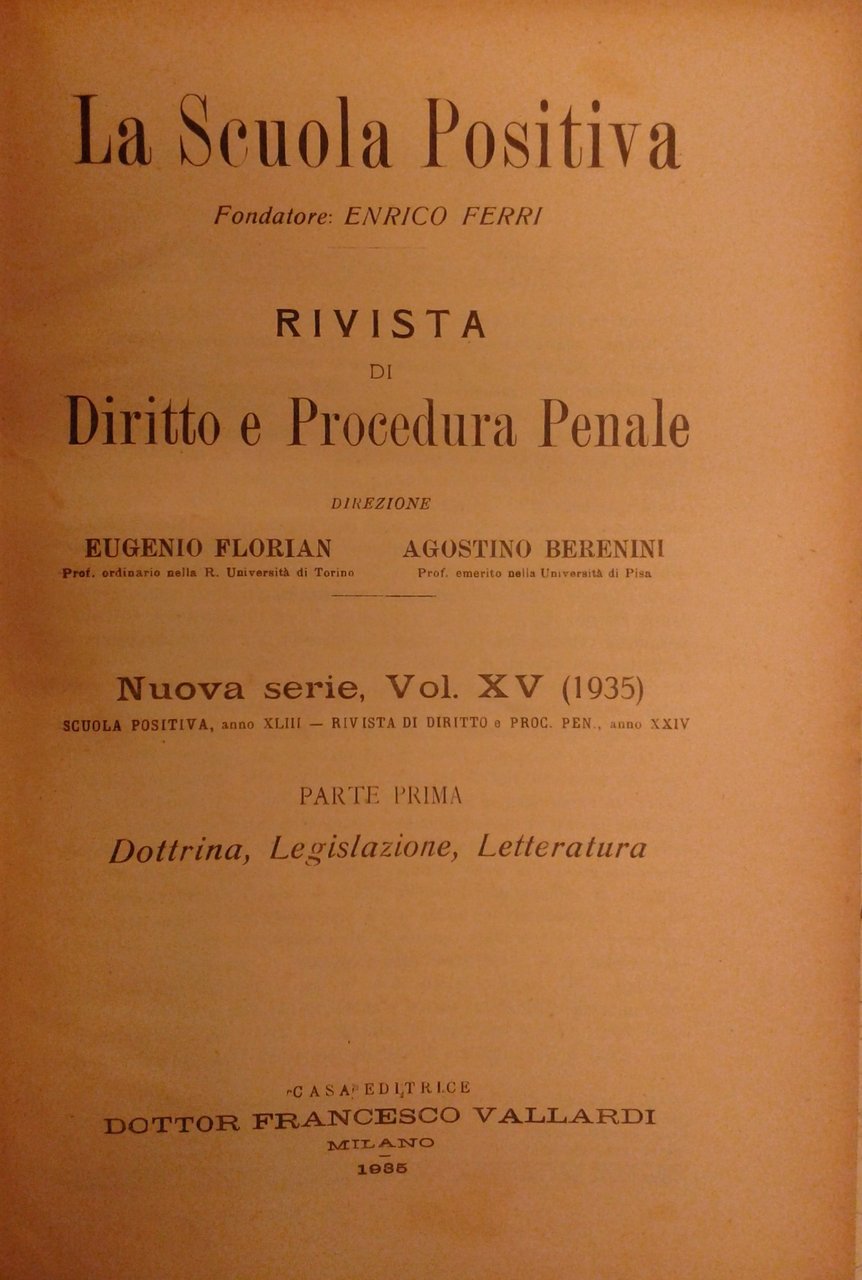 La Scuola Positiva
Fondatore: ENRICO FERRI
RIVISTA
DI
Diritto e Procedura Penale
DIREZIONE
EUGENIO FLORIAN AGOSTINO BERENINI
Prof. ordinario nella R. Università di Torino Prof. emerito nella Università di Pisa
Nuova serie, Vol. XV (1935)
SCUOLA POSITIVA, anno XLIII — RIVISTA DI DIRITTO e PROC. PEN., anno XXIV
PARTE PRIMA
Dottrina, Legislazione, Letteratura
CASA EDITRICE
DOTTOR FRANCESCO VALLARDI
MILANO
1935